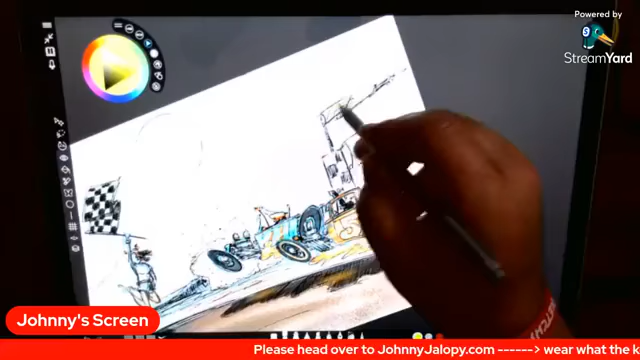 Powered by
StreamYard
Johnny's Screen
Please head over to JohnnyJalopy.com ------ wear what the k